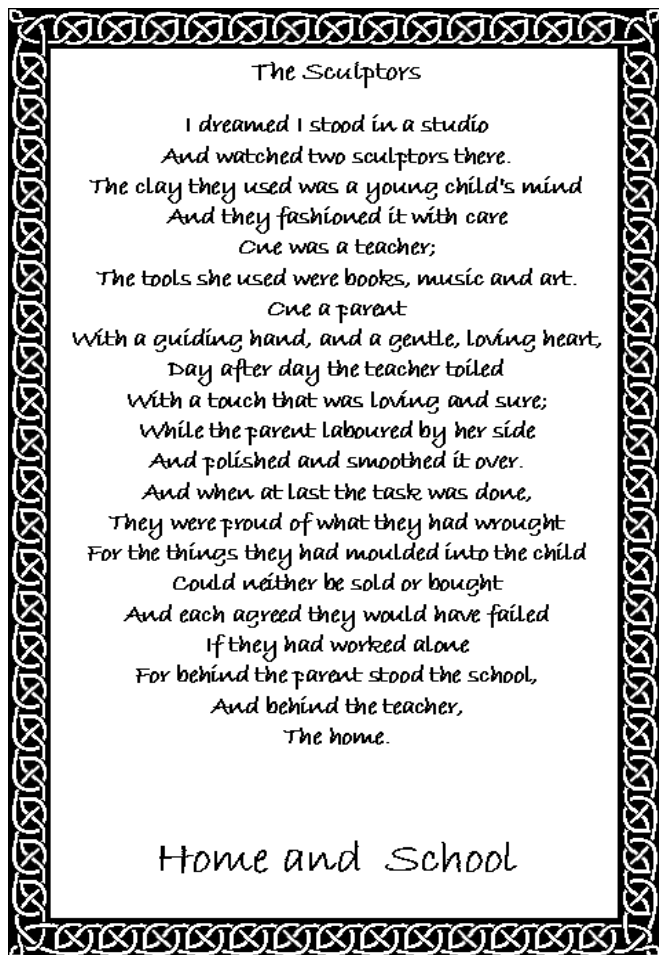 The Sculptors
I dreamed I stood in a studio
And watched two sculptors there.
The clay they used was a young child's mind
And they fashioned it with care
One was a teacher;
The tools she used were books, music and art.
One a parent
With a guiding hand, and a gentle, loving heart,
Day after day the teacher toiled
With a touch that was loving and sure;
While the parent laboured by her side
And polished and smoothed it over.
And when at last the task was done,
They were proud of what they had wrought
For the things they had moulded into the child
Could neither be sold or bought
And each agreed they would have failed
If they had worked alone
For behind the parent stood the school,
And behind the teacher,
The home.
Home and School